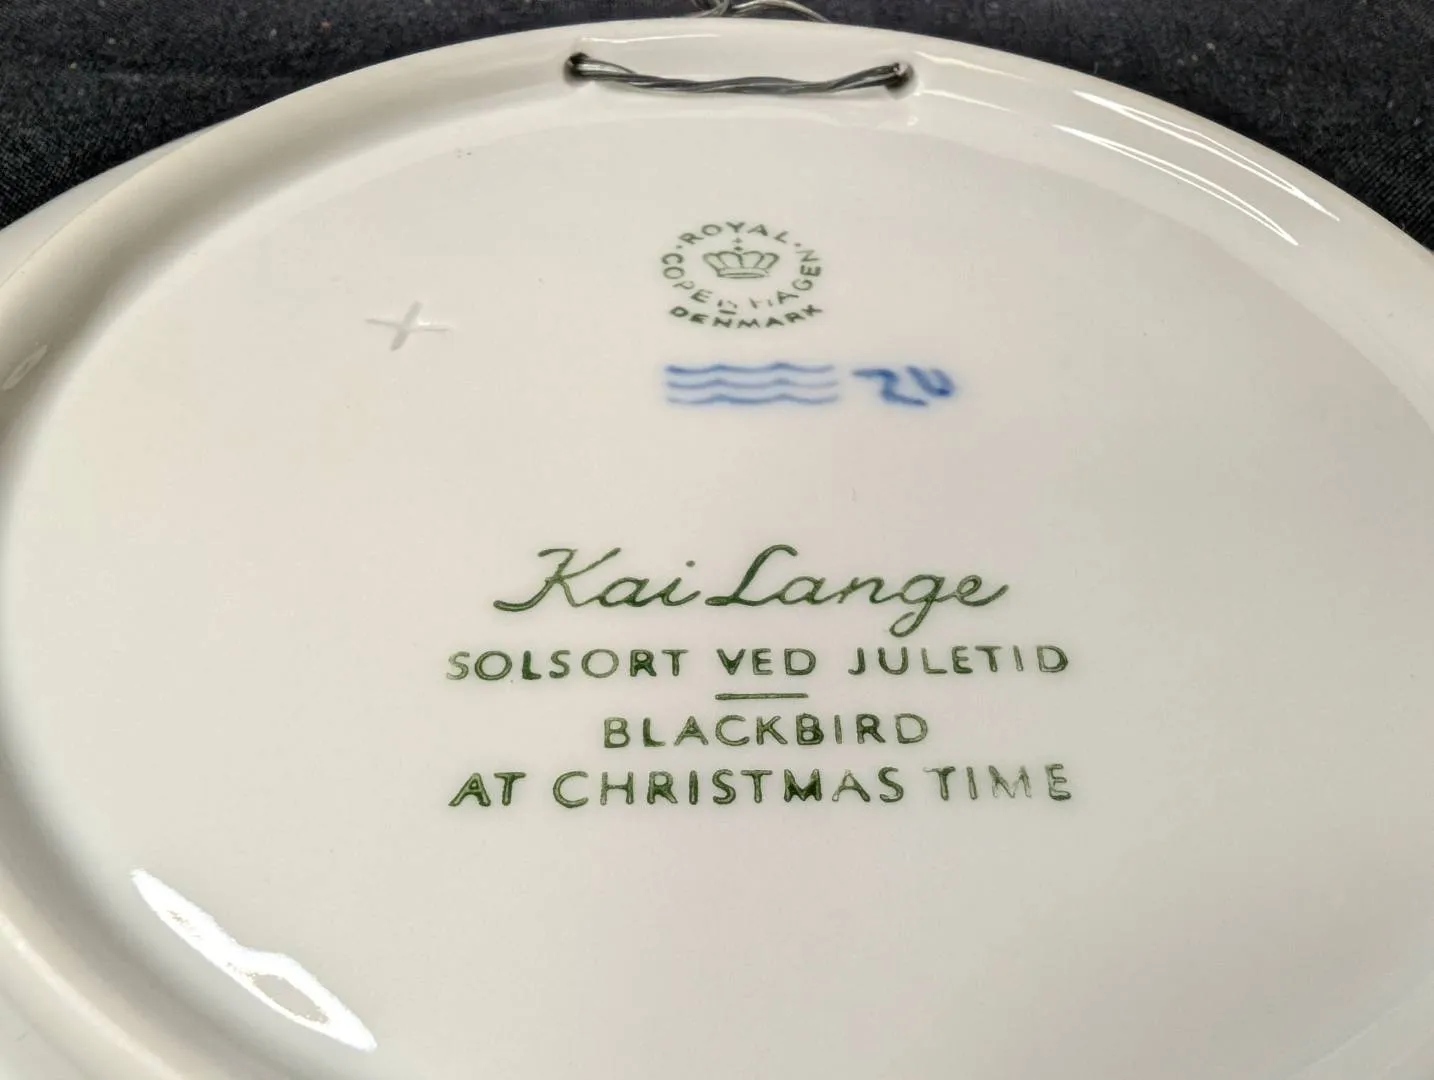 ROYAL
COPENHAGEN
DENMARK
Kai Lange
SOLSORT VED JULETID
BLACKBIRD
AT CHRISTMAS TIME